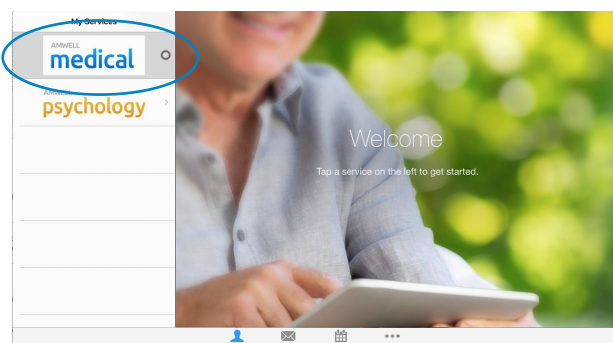 My Services
AMWELL
medical
AMWELL
psychology
Welcome
Tap a service on the left to get started.